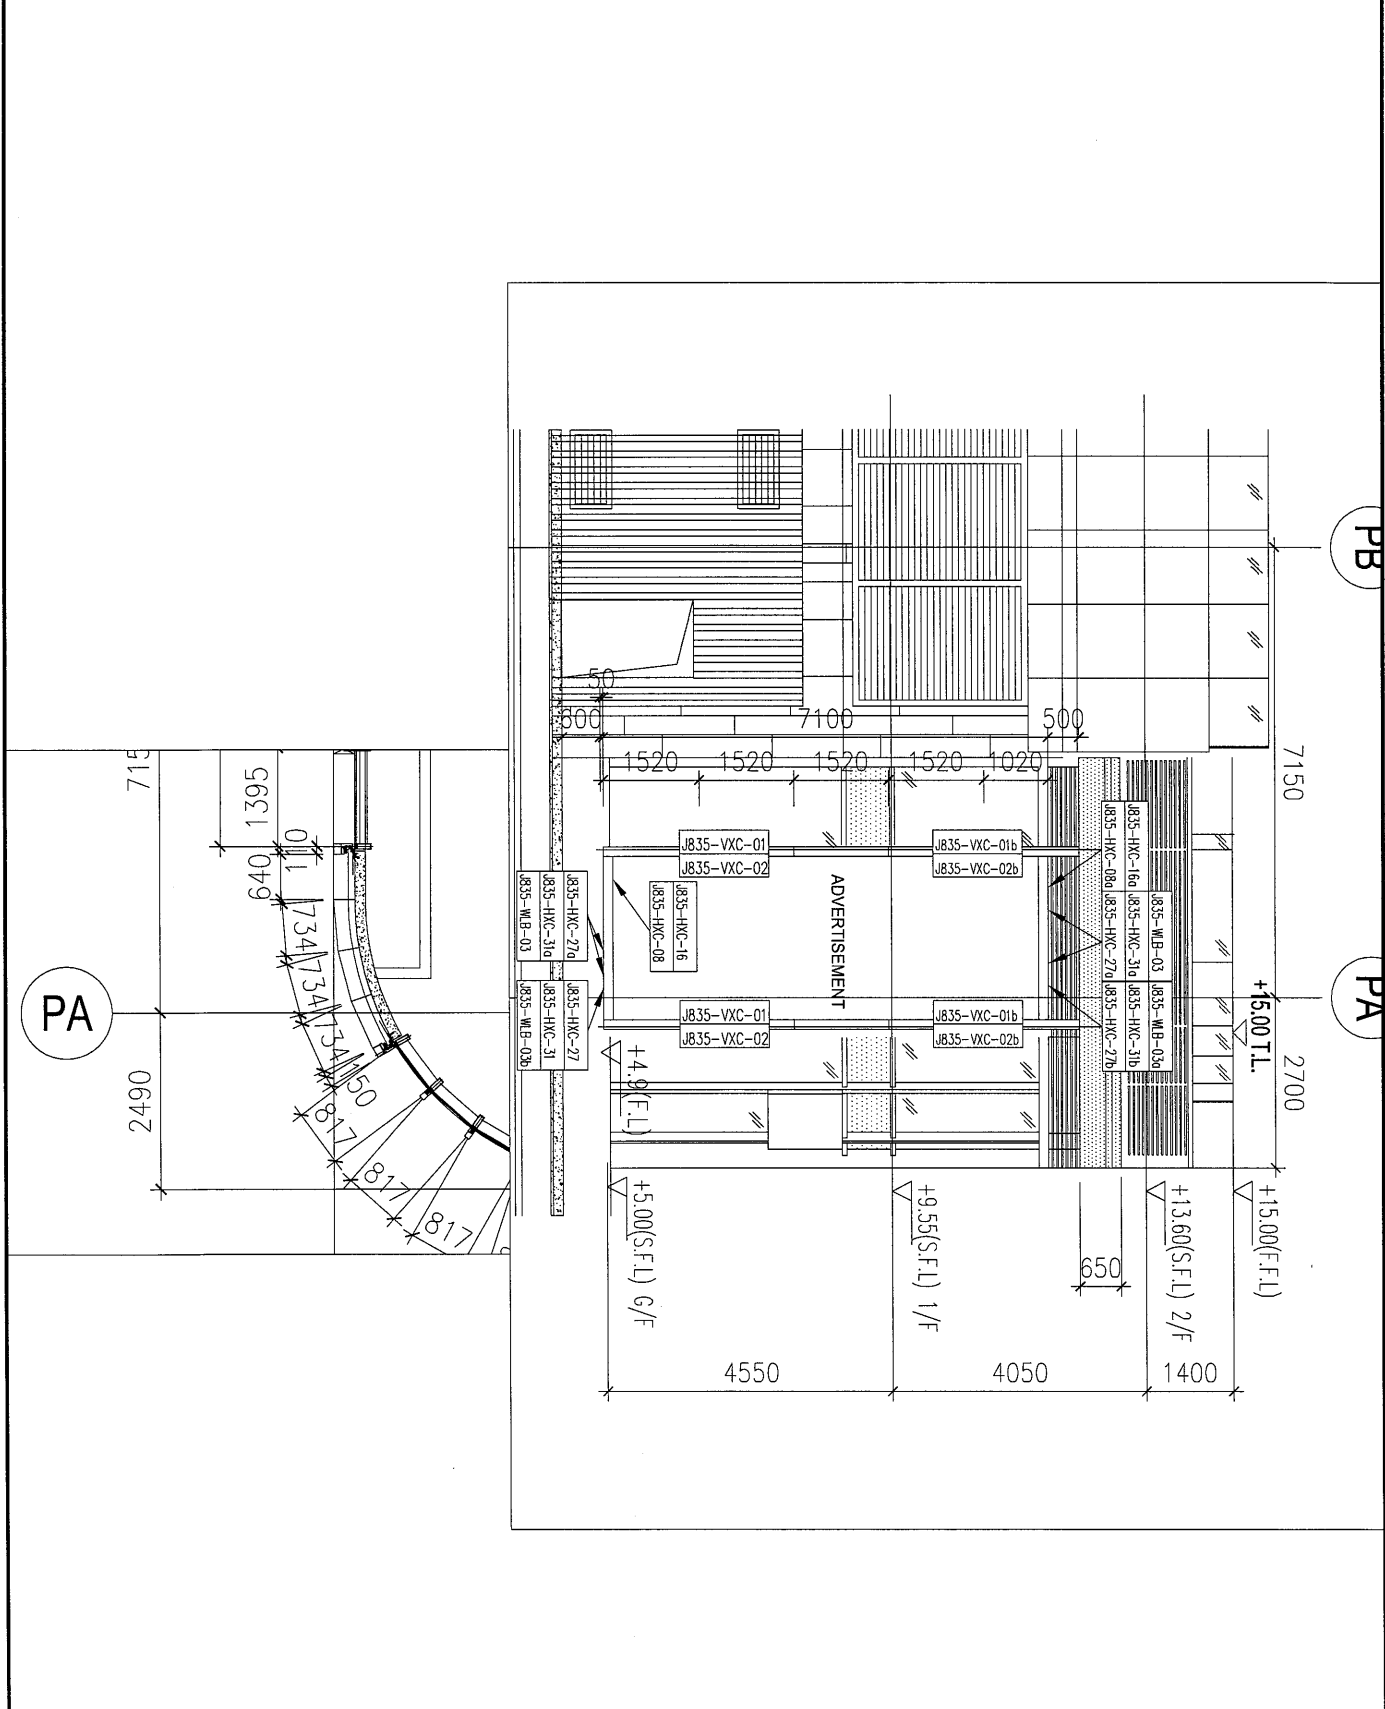 PB
PA
7150
2700
+15.00 T.L.
+15.00(F.F.L)
+13.60(S.F.L) 2/F
+9.55(S.F.L) 1/F
+5.00(S.F.L) G/F
+4.9(F.L)
650
1400
4050
4550
50
600
7100
500
1520
1520
1520
1520
1020
J835-VXC-01
J835-VXC-02
J835-VXC-01b
J835-VXC-02b
J835-HXC-16a
J835-HXC-08a
J835-WLB-03
J835-HXC-31a
J835-HXC-27a
J835-WLB-03a
J835-HXC-31b
J835-HXC-27b
ADVERTISEMENT
J835-HXC-16
J835-HXC-08
J835-HXC-27a
J835-HXC-31a
J835-WLB-03
J835-HXC-27
J835-HXC-31
J835-WLB-03b
J835-VXC-01
J835-VXC-02
J835-VXC-01b
J835-VXC-02b
715
1395
110
640
734
734
734
150
817
817
817
2490
PA